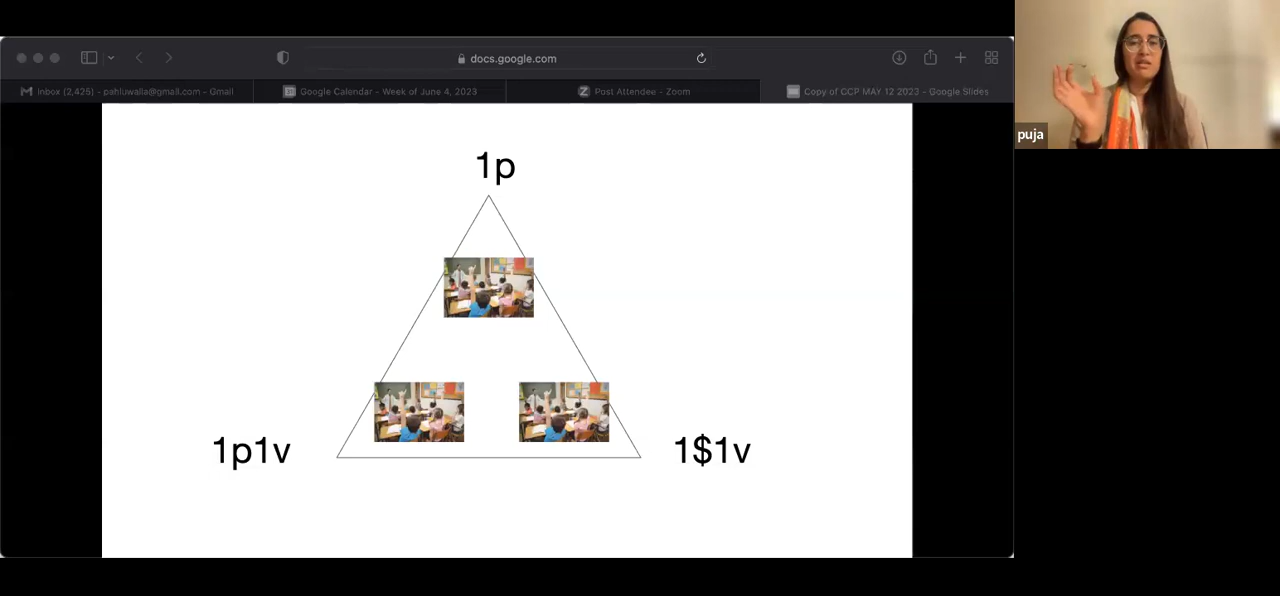 docs.google.com
Inbox (2,425) - pahluwalia@gmail.com - Gmail
Google Calendar - Week of June 4, 2023
Post Attendee - Zoom
Copy of CCP MAY 12 2023 - Google Slides
puja
1p
1p1v
1$1v